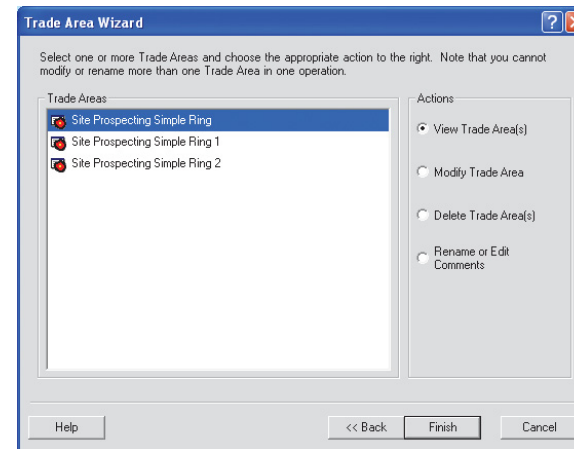 Trade Area Wizard
Select one or more Trade Areas and choose the appropriate action to the right. Note that you cannot
modify or rename more than one Trade Area in one operation.
Trade Areas
Site Prospecting Simple Ring
Site Prospecting Simple Ring 1
Site Prospecting Simple Ring 2
Actions
View Trade Area(s)
Modify Trade Area
Delete Trade Area(s)
Rename or Edit
Comments
Help
<< Back
Finish
Cancel